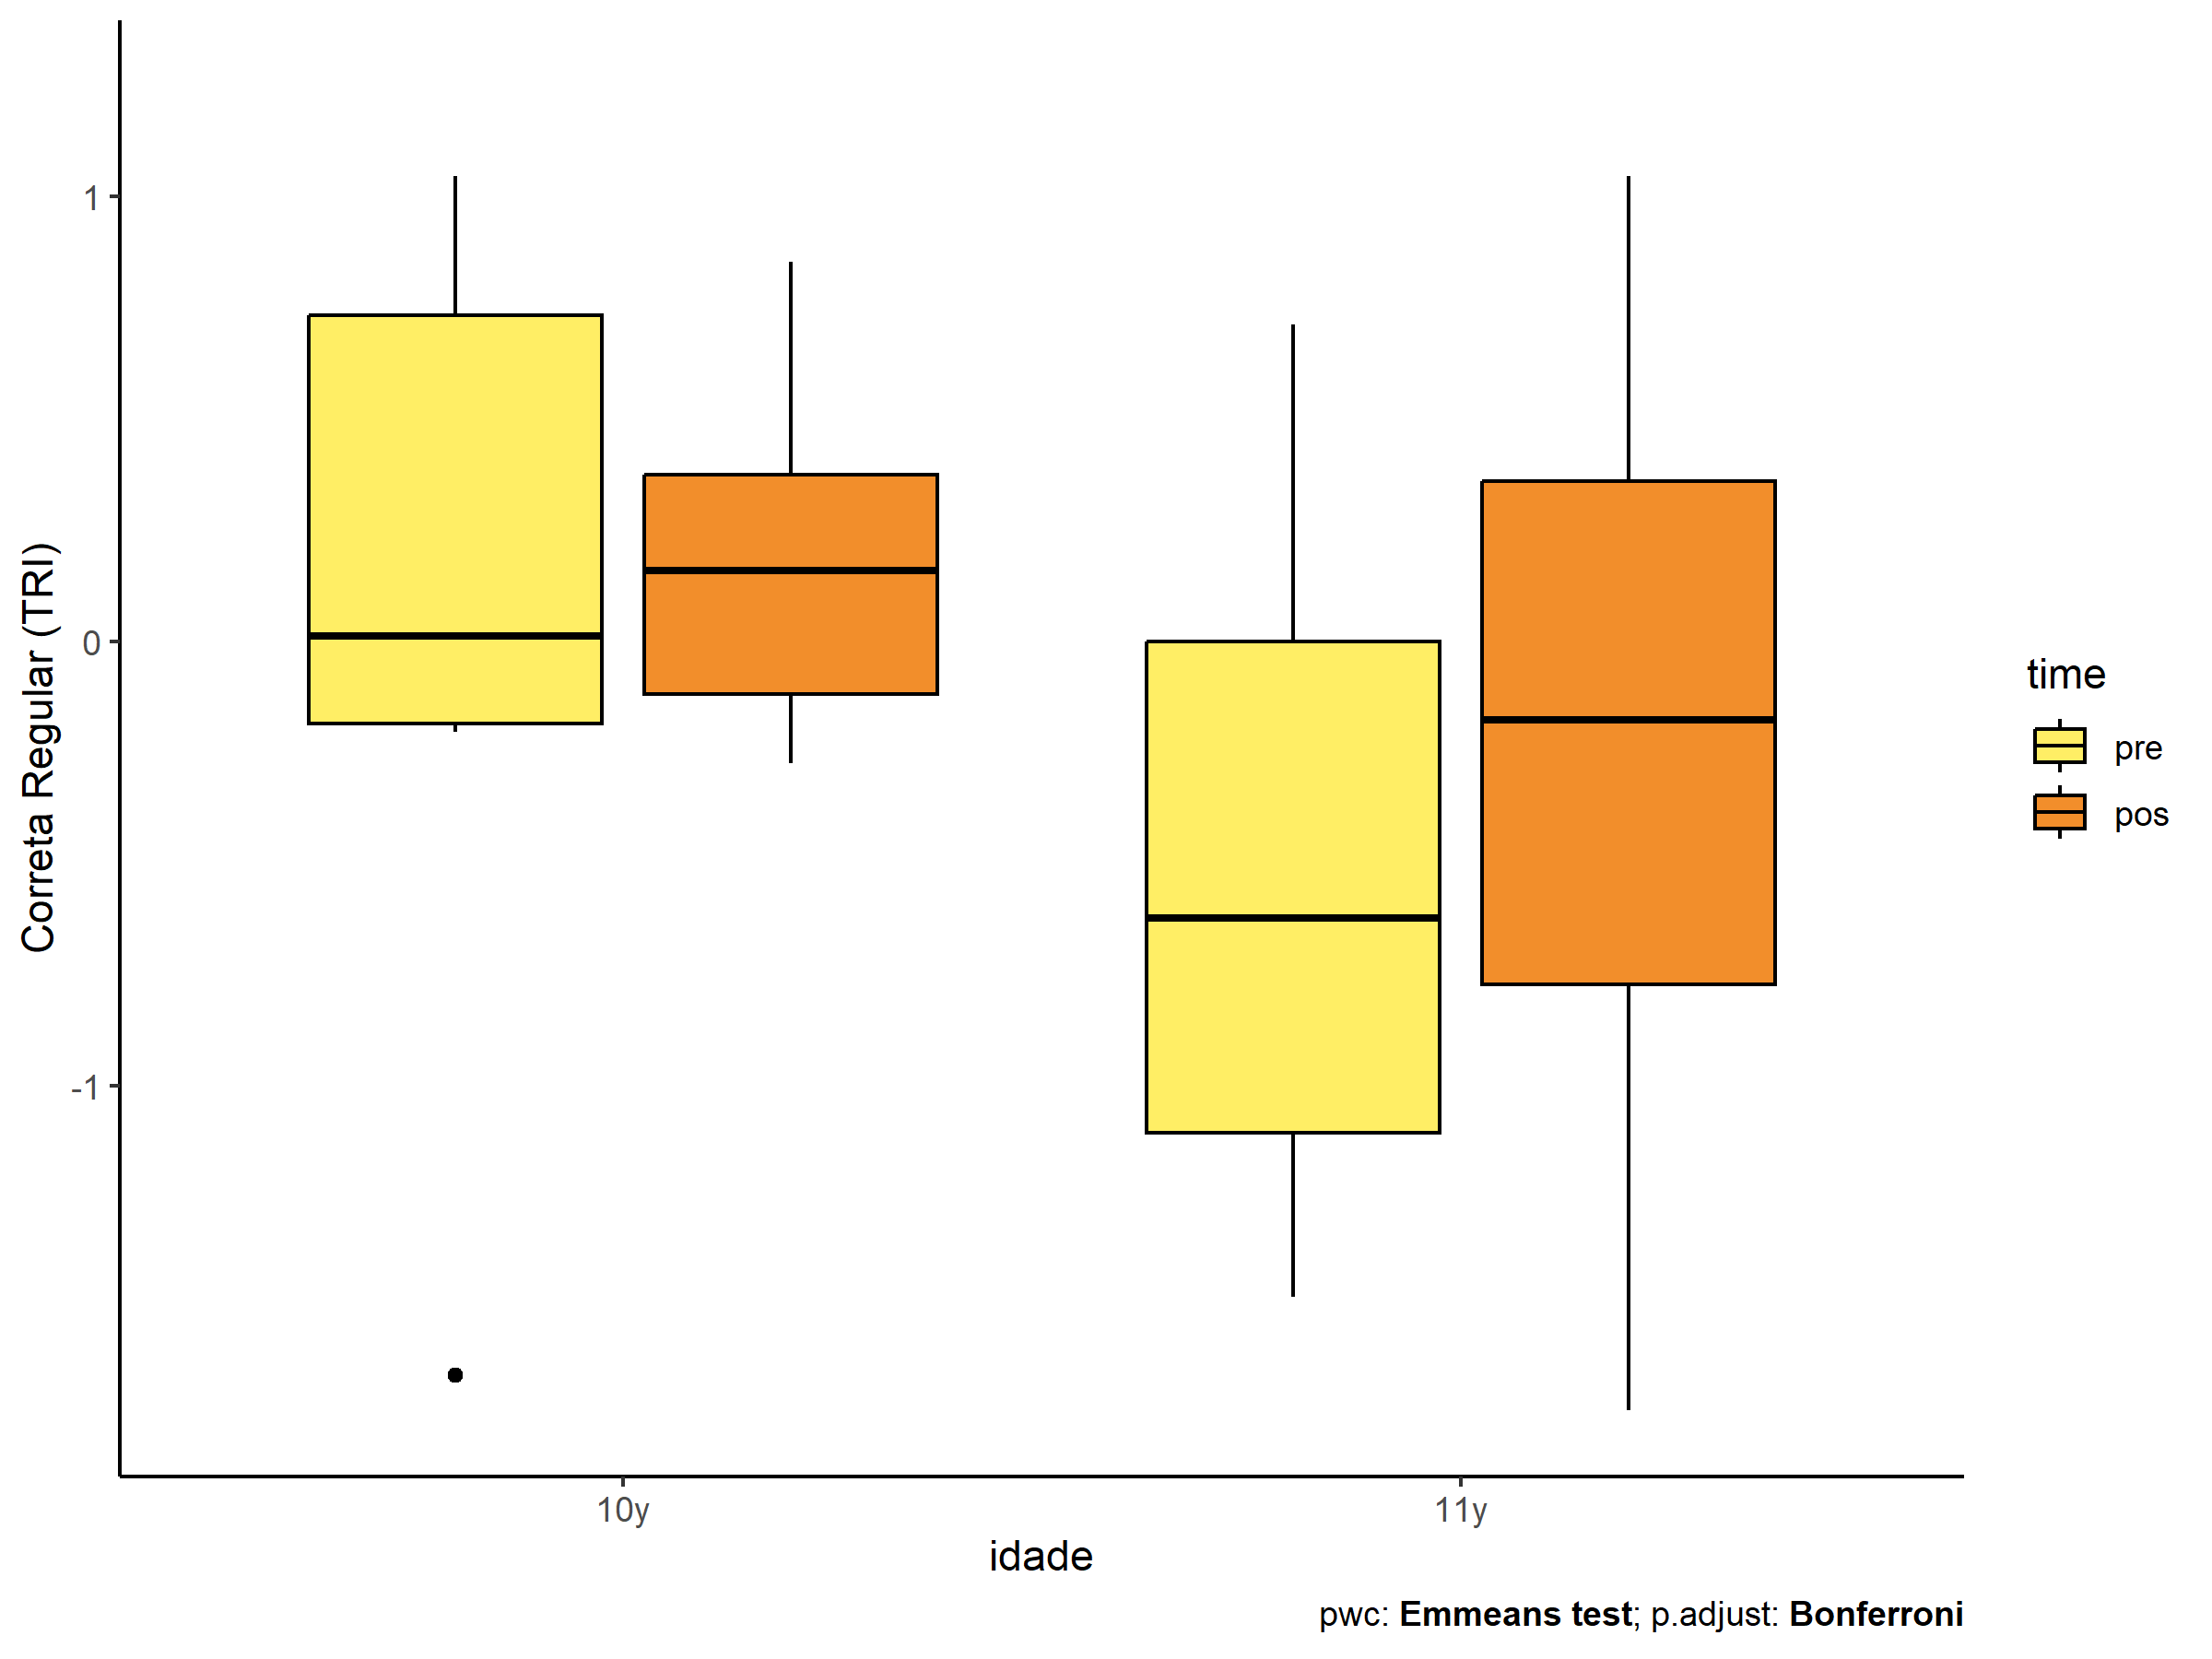 Correta Regular (TRI)
1
0
-1
10y
11y
idade
time
pre
pos
pwc: Emmeans test; p.adjust: Bonferroni